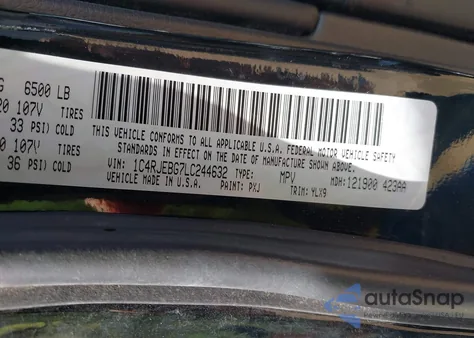 G 6500 LB
20 107V
33 PSI) COLD
0 107V
36 PSI) COLD
THIS VEHICLE CONFORMS TO ALL APPLICABLE U.S.A. FEDERAL MOTOR VEHICLE SAFETY
STANDARDS IN EFFECT ON THE DATE OF MANUFACTURE SHOWN ABOVE.
VIN: 1C4RJEBG7LC244632 TYPE: MPV MDH: 121900 423AA
VEHICLE MADE IN U.S.A. PAINT: PXJ TRIM: YLX9
autoSnap